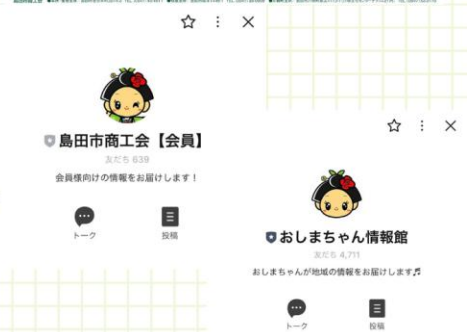 島田市商工会【会員】
友だち 639
会員様向けの情報をお届けします!
トーク
投稿
おしまちゃん情報館
友だち 4,711
おしまちゃんが地域の情報をお届けします♬
トーク
投稿